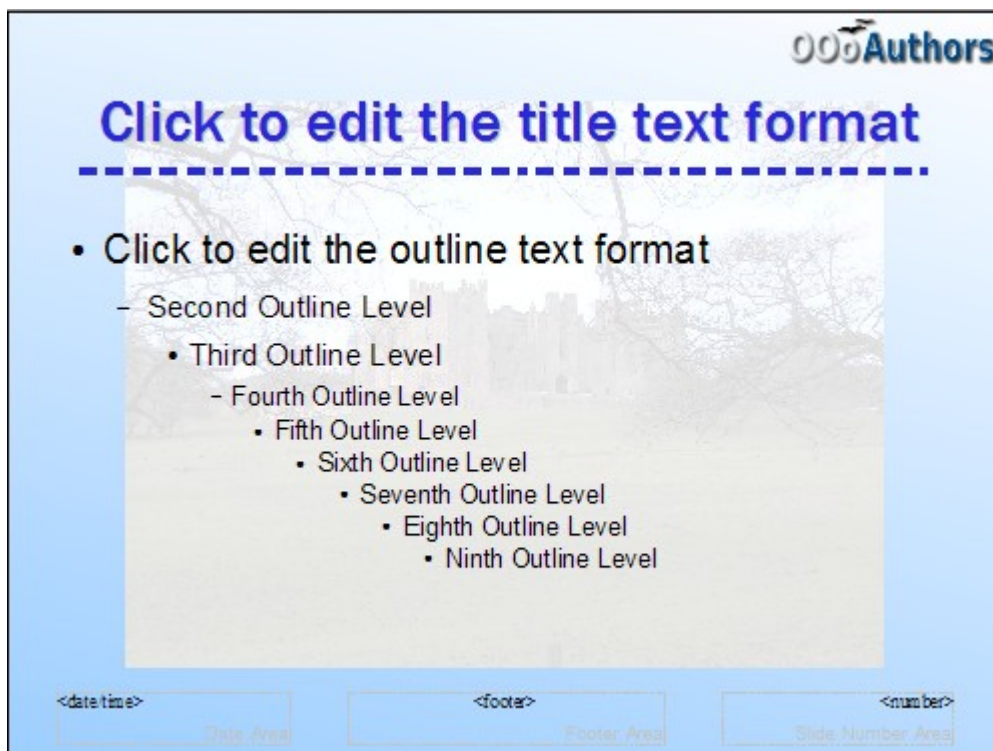 OOoAuthors
Click to edit the title text format
• Click to edit the outline text format
– Second Outline Level
• Third Outline Level
– Fourth Outline Level
• Fifth Outline Level
• Sixth Outline Level
• Seventh Outline Level
• Eighth Outline Level
• Ninth Outline Level
<date/time> <footer> <number>
Date Area Footer Area Slide Number Area